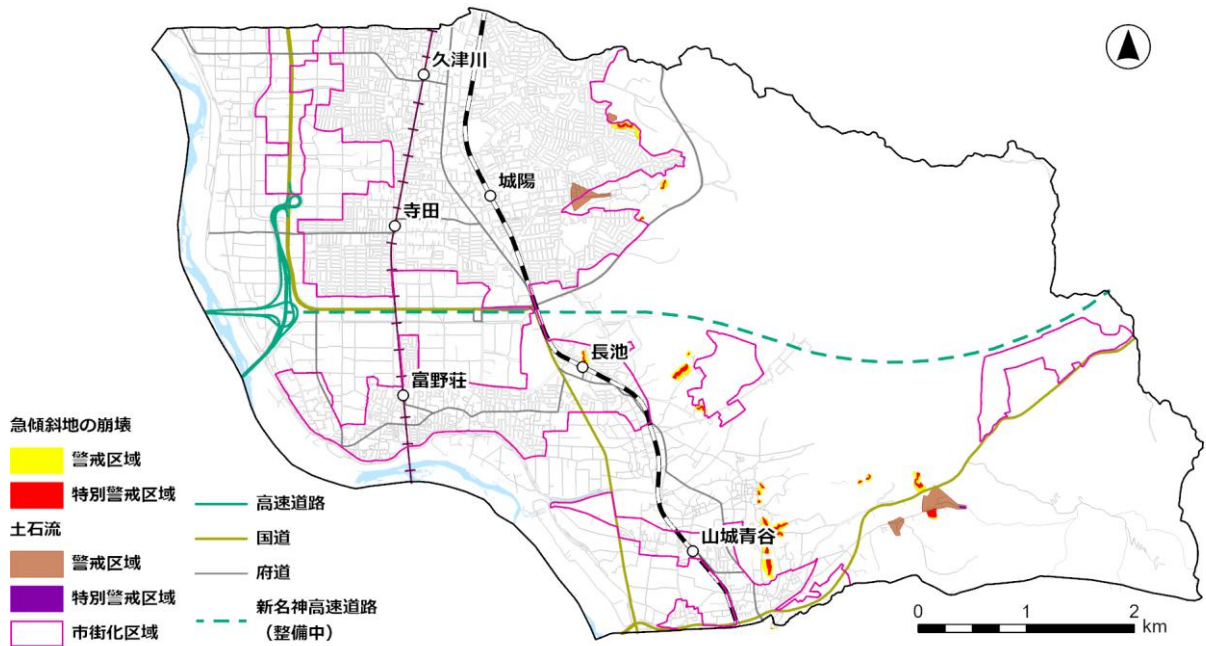 久津川
城陽
寺田
長池
富野荘
山城青谷
急傾斜地の崩壊
警戒区域
特別警戒区域
土石流
警戒区域
特別警戒区域
市街化区域
高速道路
国道
府道
新名神高速道路
（整備中）
0 1 2
km